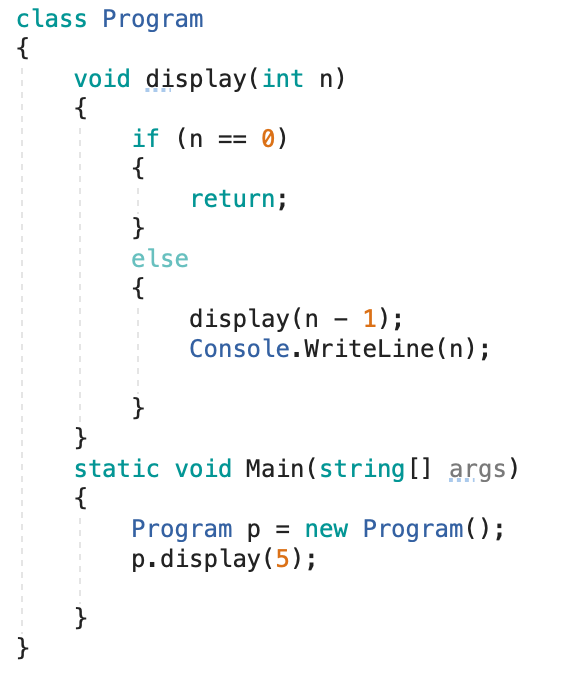 class Program
{
    void display(int n)
    {
        if (n == 0)
        {
            return;
        }
        else
        {
            display(n - 1);
            Console.WriteLine(n);

        }
    }
    static void Main(string[] args)
    {
        Program p = new Program();
        p.display(5);

    }
}